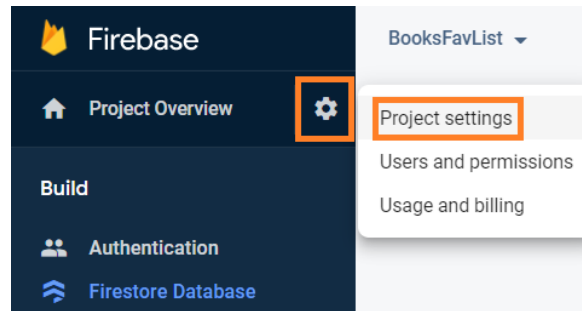 Firebase
BooksFavList
Project Overview
Project settings
Users and permissions
Usage and billing
Build
Authentication
Firestore Database